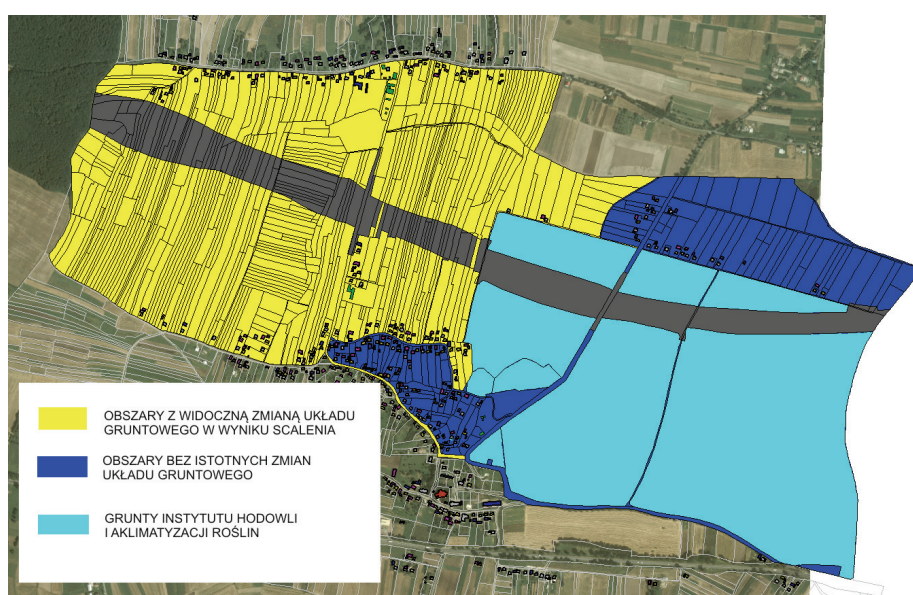 OBSZARY Z WIDOCZNĄ ZMIANĄ UKŁADU
GRUNTOWEGO W WYNIKU SCALENIA
OBSZARY BEZ ISTOTNYCH ZMIAN
UKŁADU GRUNTOWEGO
GRUNTY INSTYTUTU HODOWLI
I AKLIMATYZACJI ROŚLIN